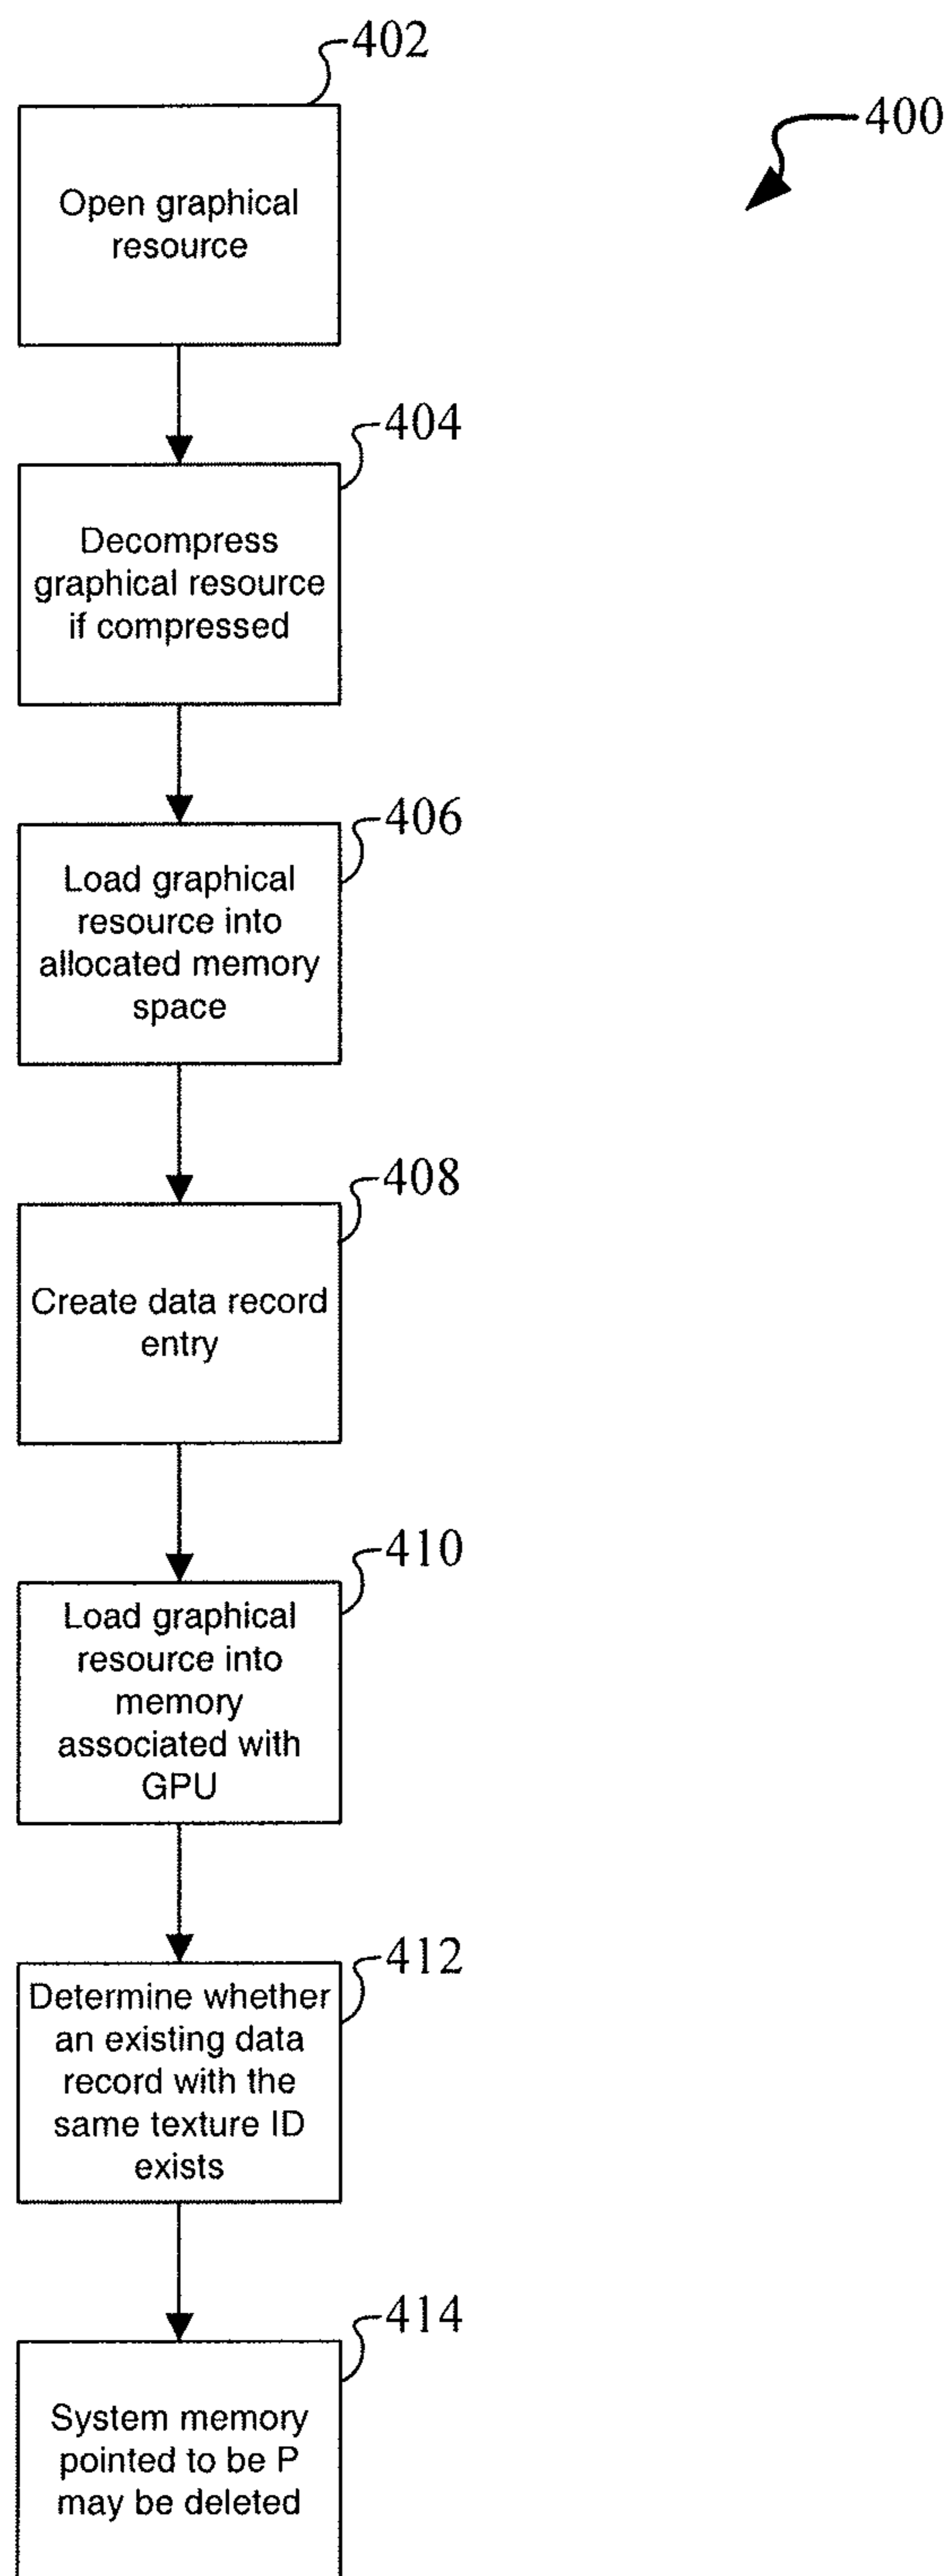 402
400
Open graphical
resource
404
Decompress
graphical resource
if compressed
406
Load graphical
resource into
allocated memory
space
408
Create data record
entry
410
Load graphical
resource into
memory
associated with
GPU
412
Determine whether
an existing data
record with the
same texture ID
exists
414
System memory
pointed to be P
may be deleted